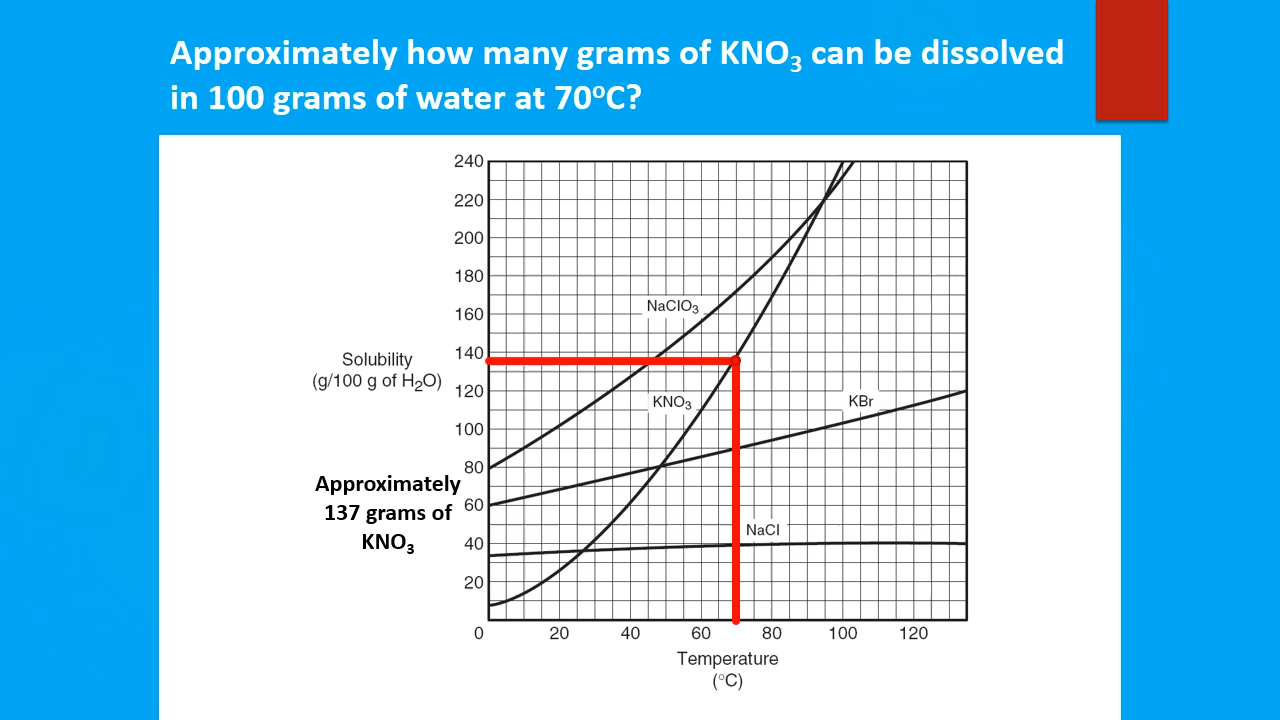 Approximately how many grams of KNO₃ can be dissolved
in 100 grams of water at 70ºC?
240
220
200
180
160
140
120
100
80
60
40
20
0
Solubility
(g/100 g of H₂O)
Approximately
137 grams of
KNO₃
NaClO₃
KNO₃
KBr
NaCl
20 40 60 80 100 120
Temperature
(°C)